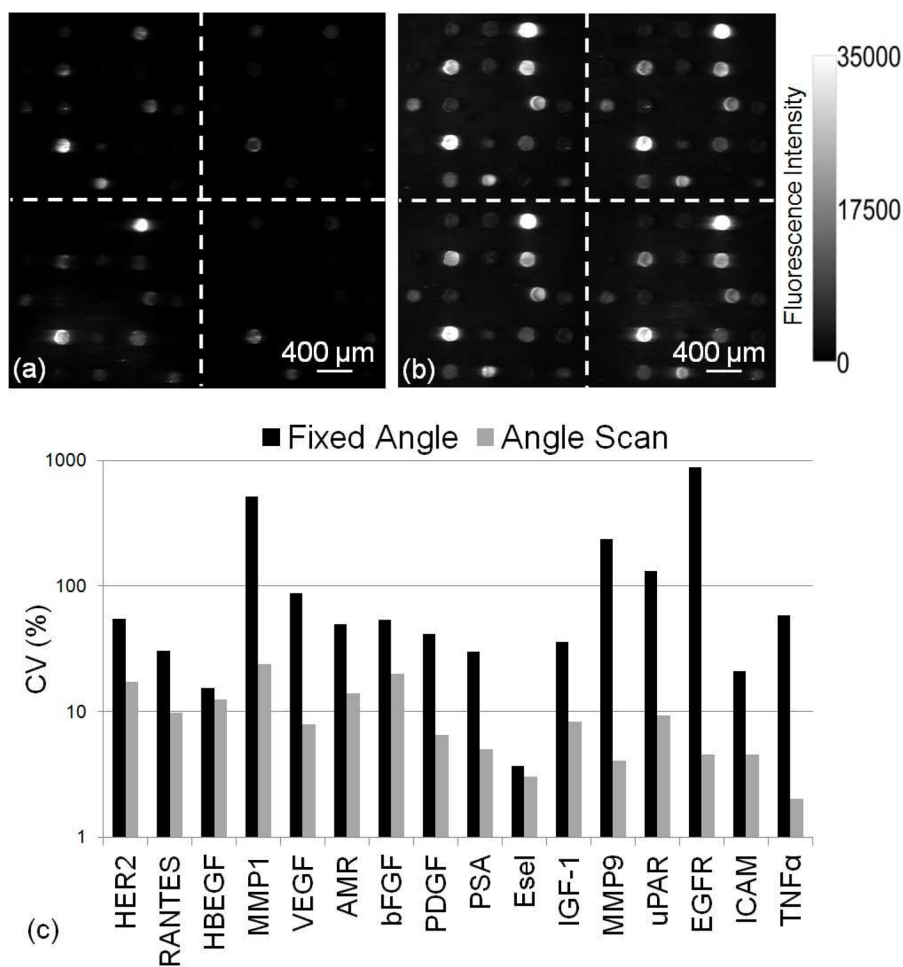 35000
17500
0
Fluorescence Intensity
(a)
400 µm
(b)
400 µm
Fixed Angle
Angle Scan
1000
100
10
1
CV (%)
HER2
RANTES
HBEGF
MMP1
VEGF
AMR
bFGF
PDGF
PSA
Esel
IGF-1
MMP9
uPAR
EGFR
ICAM
TNFα
(c)